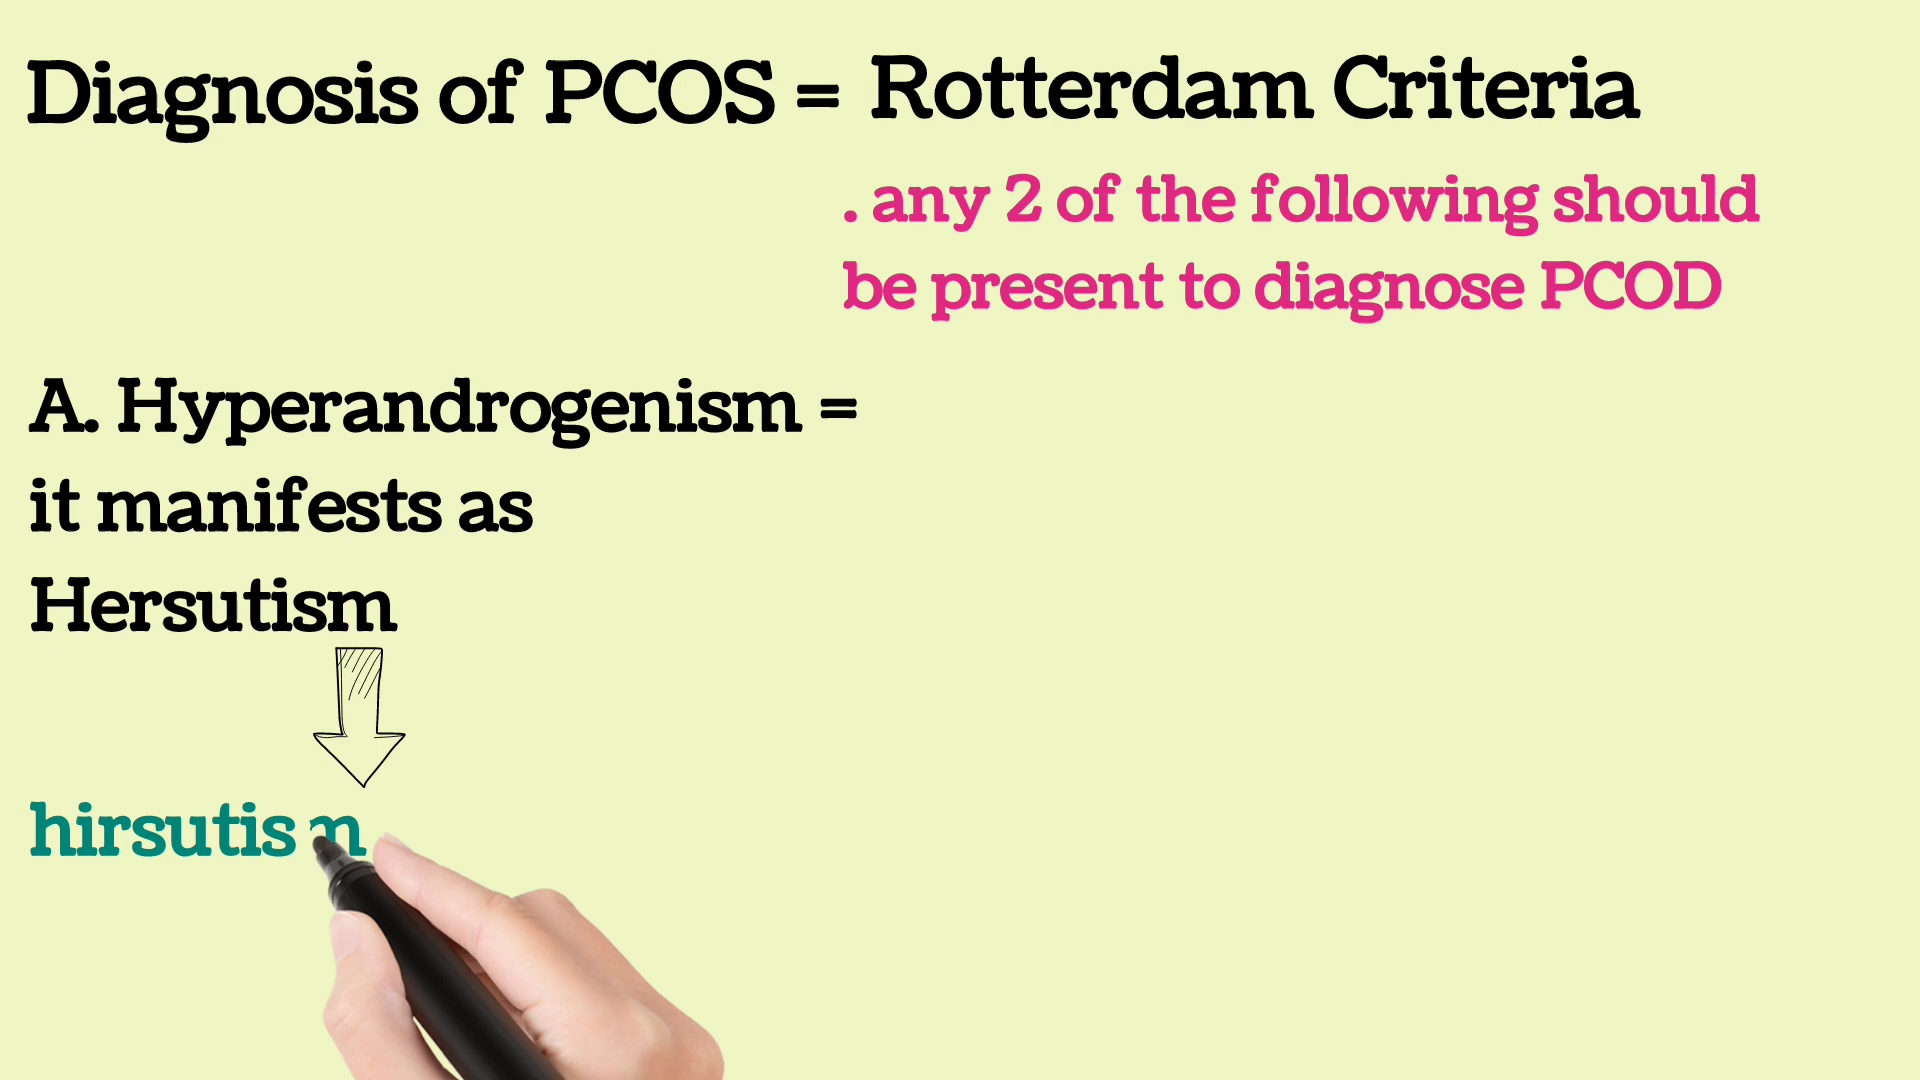 Diagnosis of PCOS = Rotterdam Criteria
. any 2 of the following should
be present to diagnose PCOD
A. Hyperandrogenism =
it manifests as
Hersutism
hirsutism